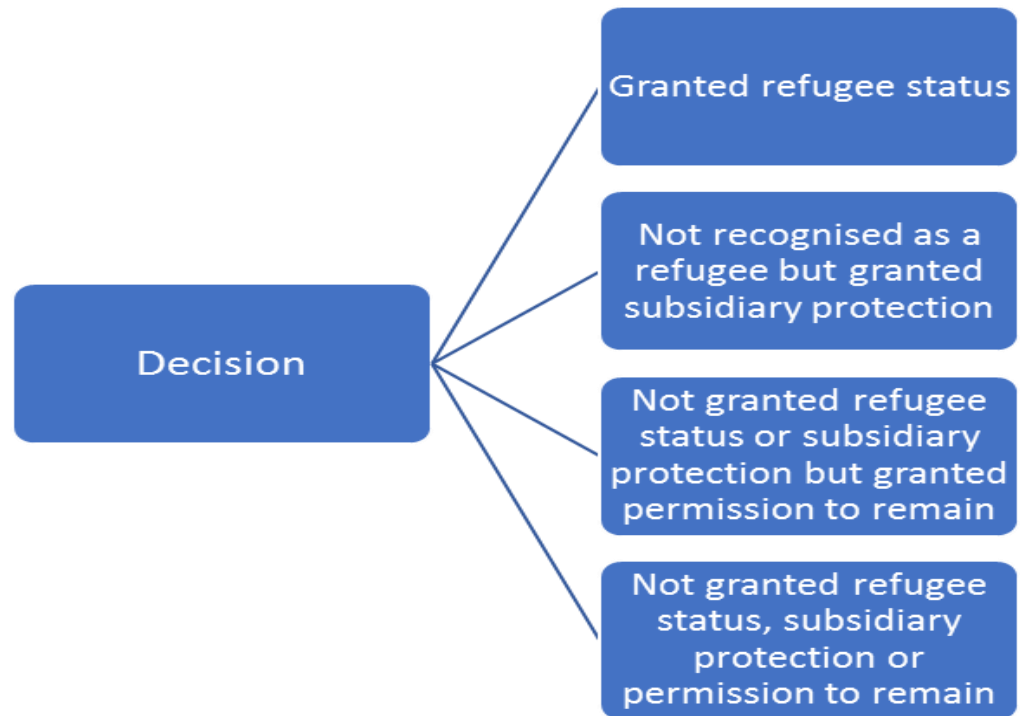 Granted refugee status
Not recognised as a
refugee but granted
subsidiary protection
Decision
Not granted refugee
status or subsidiary
protection but granted
permission to remain
Not granted refugee
status, subsidiary
protection or
permission to remain